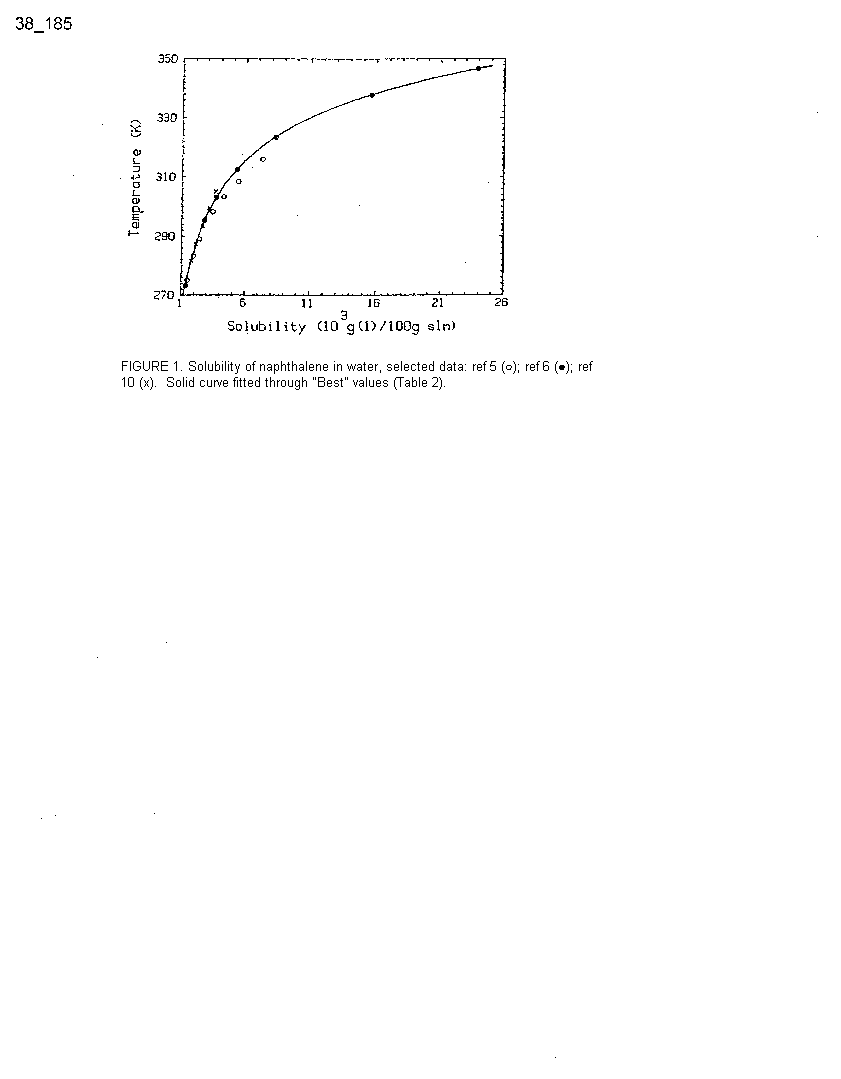 38_185
350
330
310
290
270
Temperature (K)
1 6 11 16 21 26
3
Solubility (10 g(1)/100g sln)
FIGURE 1. Solubility of naphthalene in water, selected data: ref 5 (o); ref 6 (●); ref
10 (x). Solid curve fitted through "Best" values (Table 2).